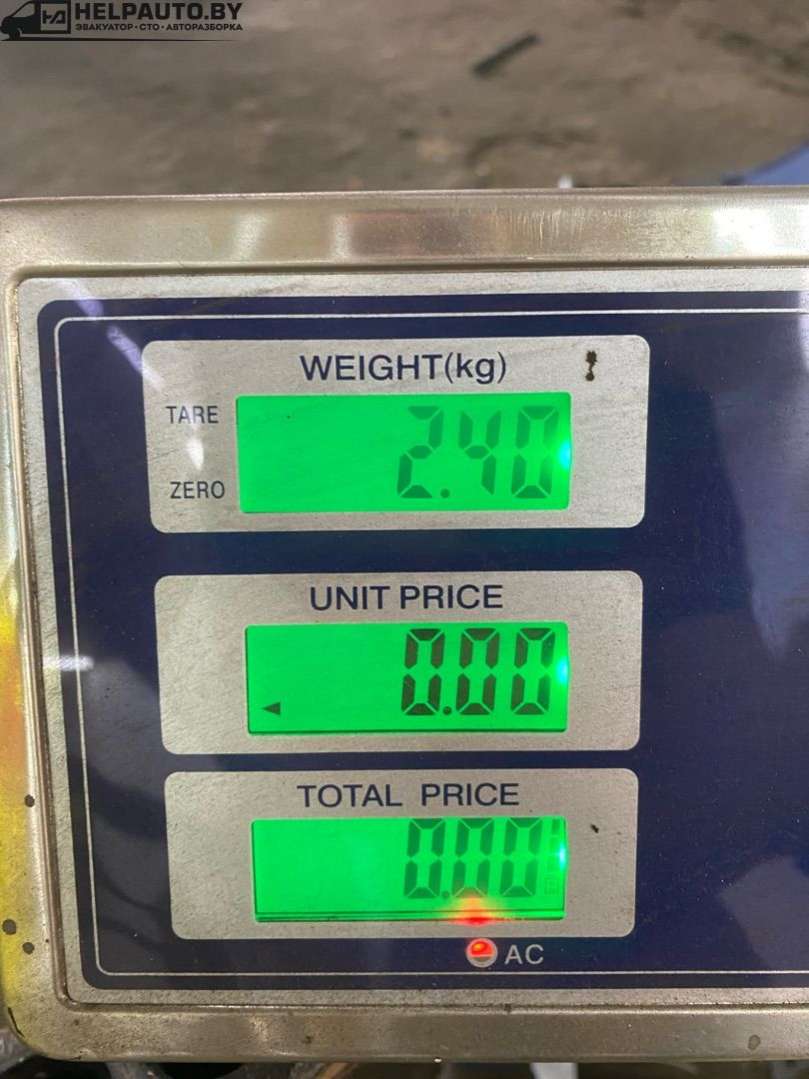 HELPAUTO.BY
ЭВАКУАТОР • СТО • АВТОРАЗБОРКА
WEIGHT(kg)
TARE
2.40
ZERO
UNIT PRICE
0.00
TOTAL PRICE
0.00
AC